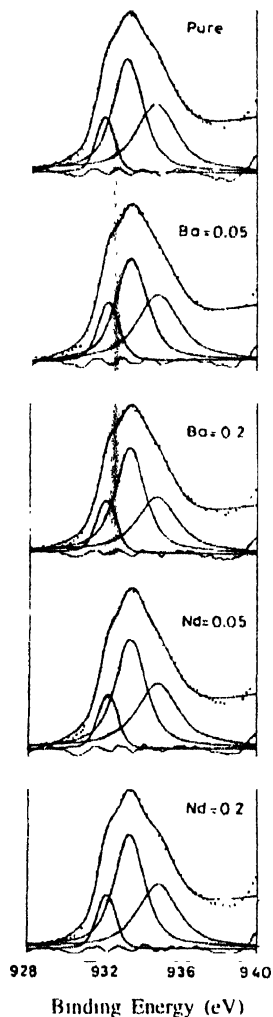 Pure
Ba=0.05
Ba=0.2
Nd=0.05
Nd=0.2
928 932 936 940
Binding Energy (eV)